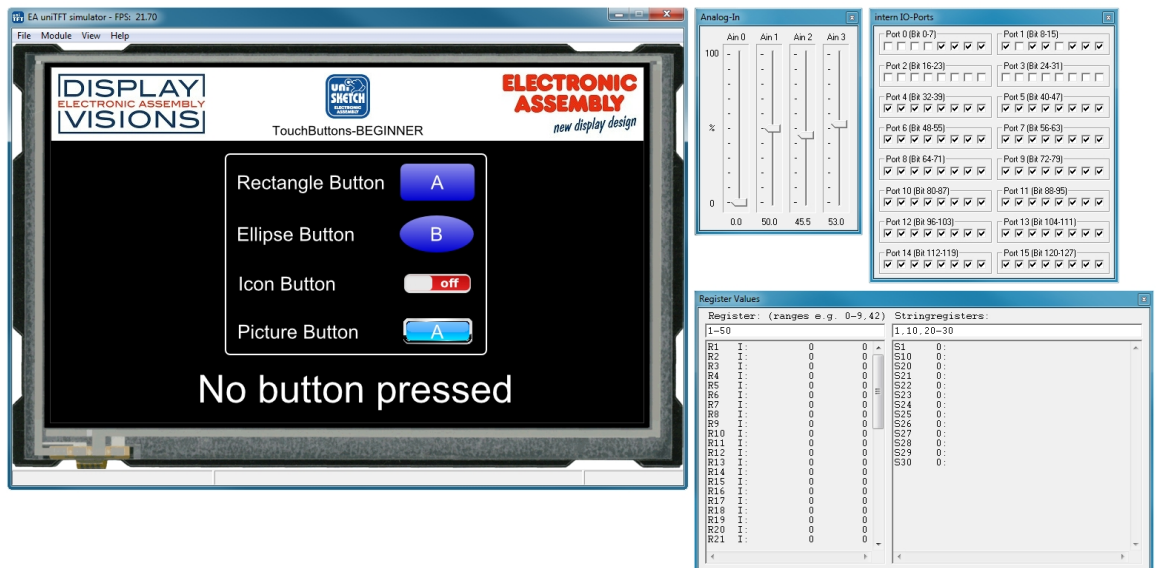 EA uniTFT simulator - FPS: 21.70
File Module View Help
DISPLAY
ELECTRONIC ASSEMBLY
VISIONS
uni
SKETCH
ELECTRONIC
ASSEMBLY
TouchButtons-BEGINNER
ELECTRONIC
ASSEMBLY
new display design
Rectangle Button A
Ellipse Button B
Icon Button off
Picture Button A
No button pressed
Analog-In
Ain 0 Ain 1 Ain 2 Ain 3
100
%
0
0.0 50.0 45.5 53.0
intern IO-Ports
Port 0 (Bit 0-7) Port 1 (Bit 8-15)
Port 2 (Bit 16-23) Port 3 (Bit 24-31)
Port 4 (Bit 32-39) Port 5 (Bit 40-47)
Port 6 (Bit 48-55) Port 7 (Bit 56-63)
Port 8 (Bit 64-71) Port 9 (Bit 72-79)
Port 10 (Bit 80-87) Port 11 (Bit 88-95)
Port 12 (Bit 96-103) Port 13 (Bit 104-111)
Port 14 (Bit 112-119) Port 15 (Bit 120-127)
Register Values
Register: (ranges e.g. 0-9,42) Stringregisters:
1-50 1,10,20-30
R1 I: 0 0 S1 0:
R2 I: 0 0 S10 0:
R3 I: 0 0 S20 0:
R4 I: 0 0 S21 0:
R5 I: 0 0 S22 0:
R6 I: 0 0 S23 0:
R7 I: 0 0 S24 0:
R8 I: 0 0 S25 0:
R9 I: 0 0 S26 0:
R10 I: 0 0 S27 0:
R11 I: 0 0 S28 0:
R12 I: 0 0 S29 0:
R13 I: 0 0 S30 0:
R14 I: 0 0
R15 I: 0 0
R16 I: 0 0
R17 I: 0 0
R18 I: 0 0
R19 I: 0 0
R20 I: 0 0
R21 I: 0 0